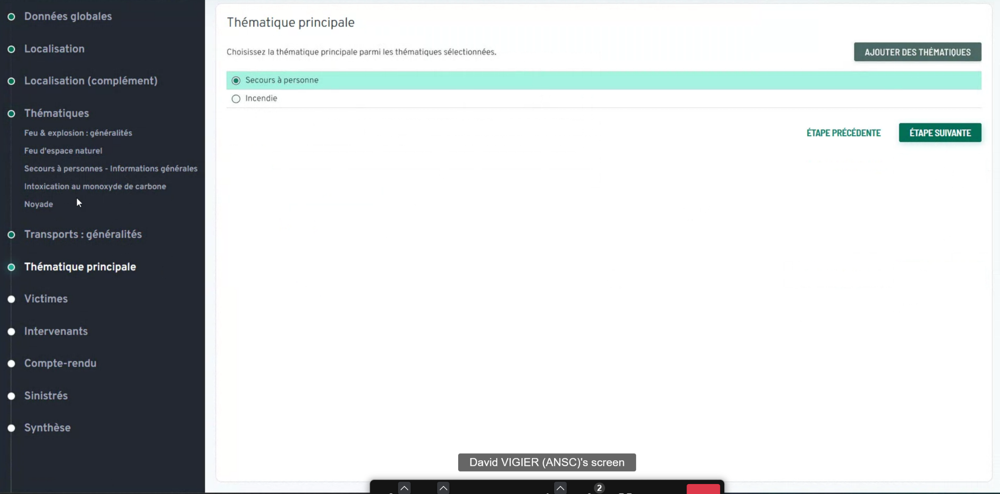 Données globales
Localisation
Localisation (complément)
Thématiques
Feu & explosion : généralités
Feu d'espace naturel
Secours à personnes - Informations générales
Intoxication au monoxyde de carbone
Noyade
Transports : généralités
Thématique principale
Victimes
Intervenants
Compte-rendu
Sinistrés
Synthèse
Thématique principale
Choisissez la thématique principale parmi les thématiques sélectionnées.
AJOUTER DES THÉMATIQUES
Secours à personne
Incendie
ÉTAPE PRÉCÉDENTE
ÉTAPE SUIVANTE
David VIGIER (ANSC)'s screen
2